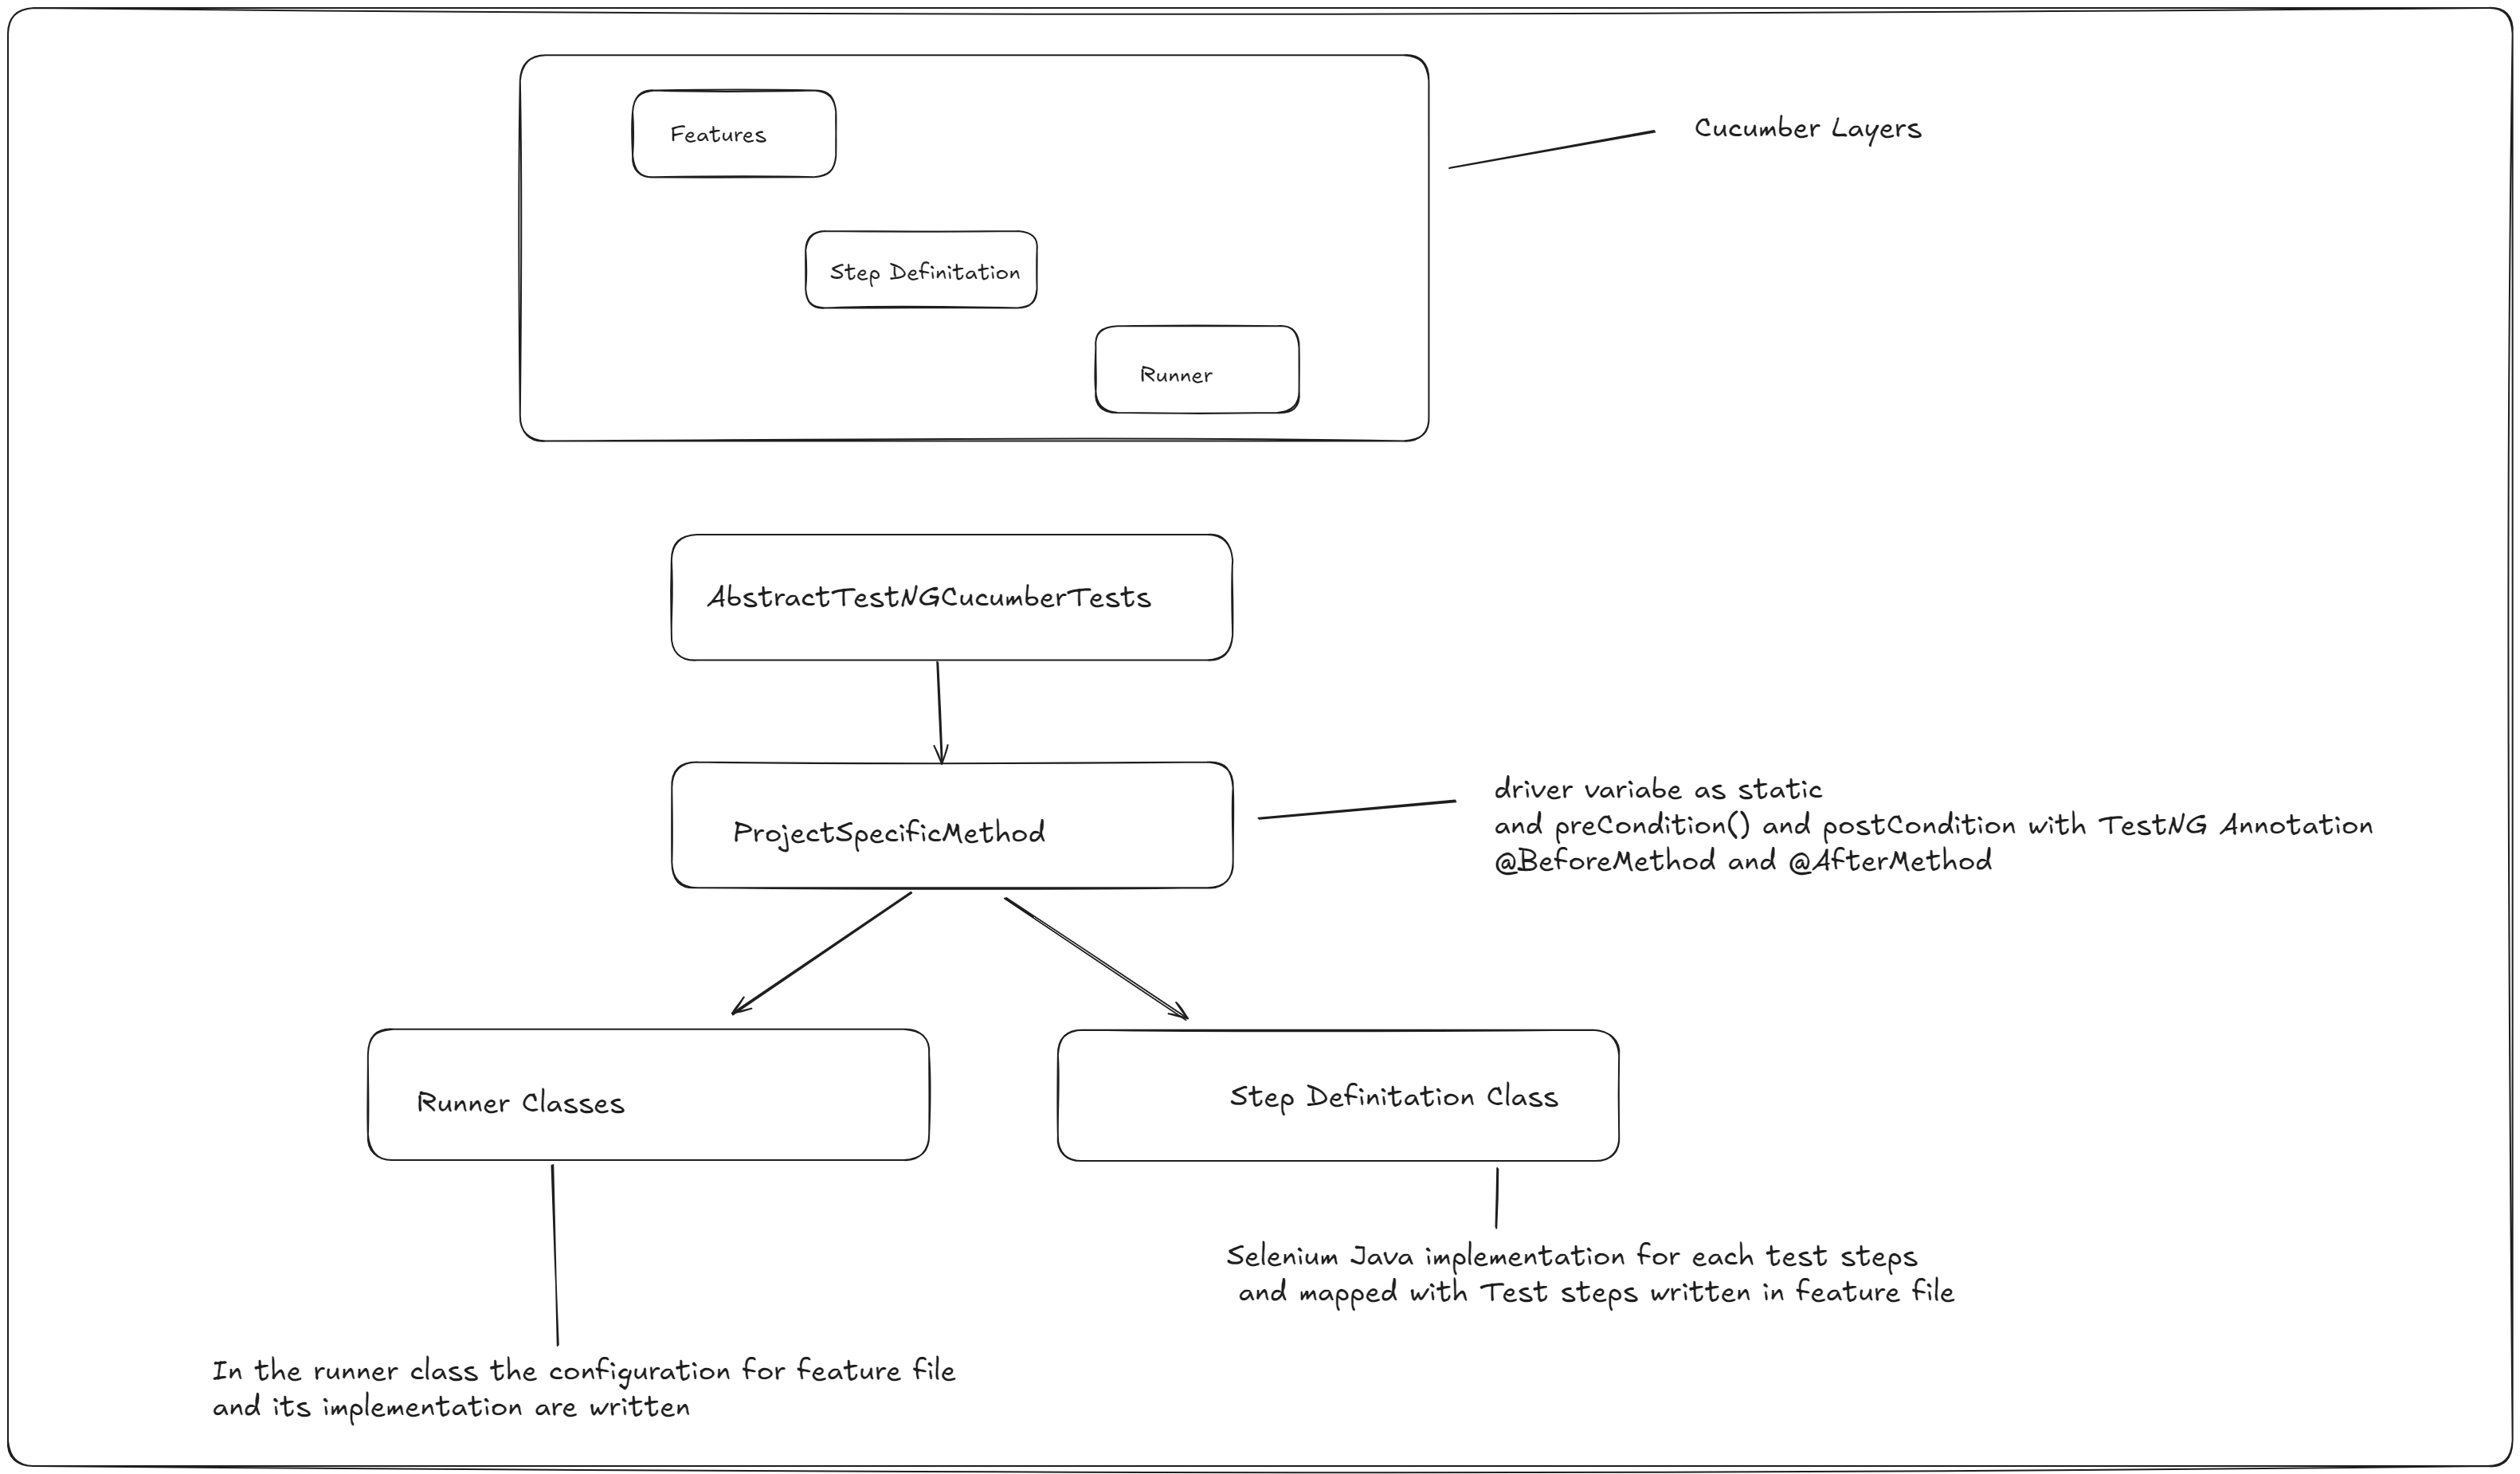 Features
Cucumber Layers
Step Definitation
Runner
AbstractTestNGCucumberTests
ProjectSpecificMethod
driver variabe as static
and preCondition() and postCondition with TestNG Annotation
@BeforeMethod and @AfterMethod
Runner Classes
Step Definitation Class
Selenium Java implementation for each test steps
and mapped with Test steps written in feature file
In the runner class the configuration for feature file
and its implementation are written